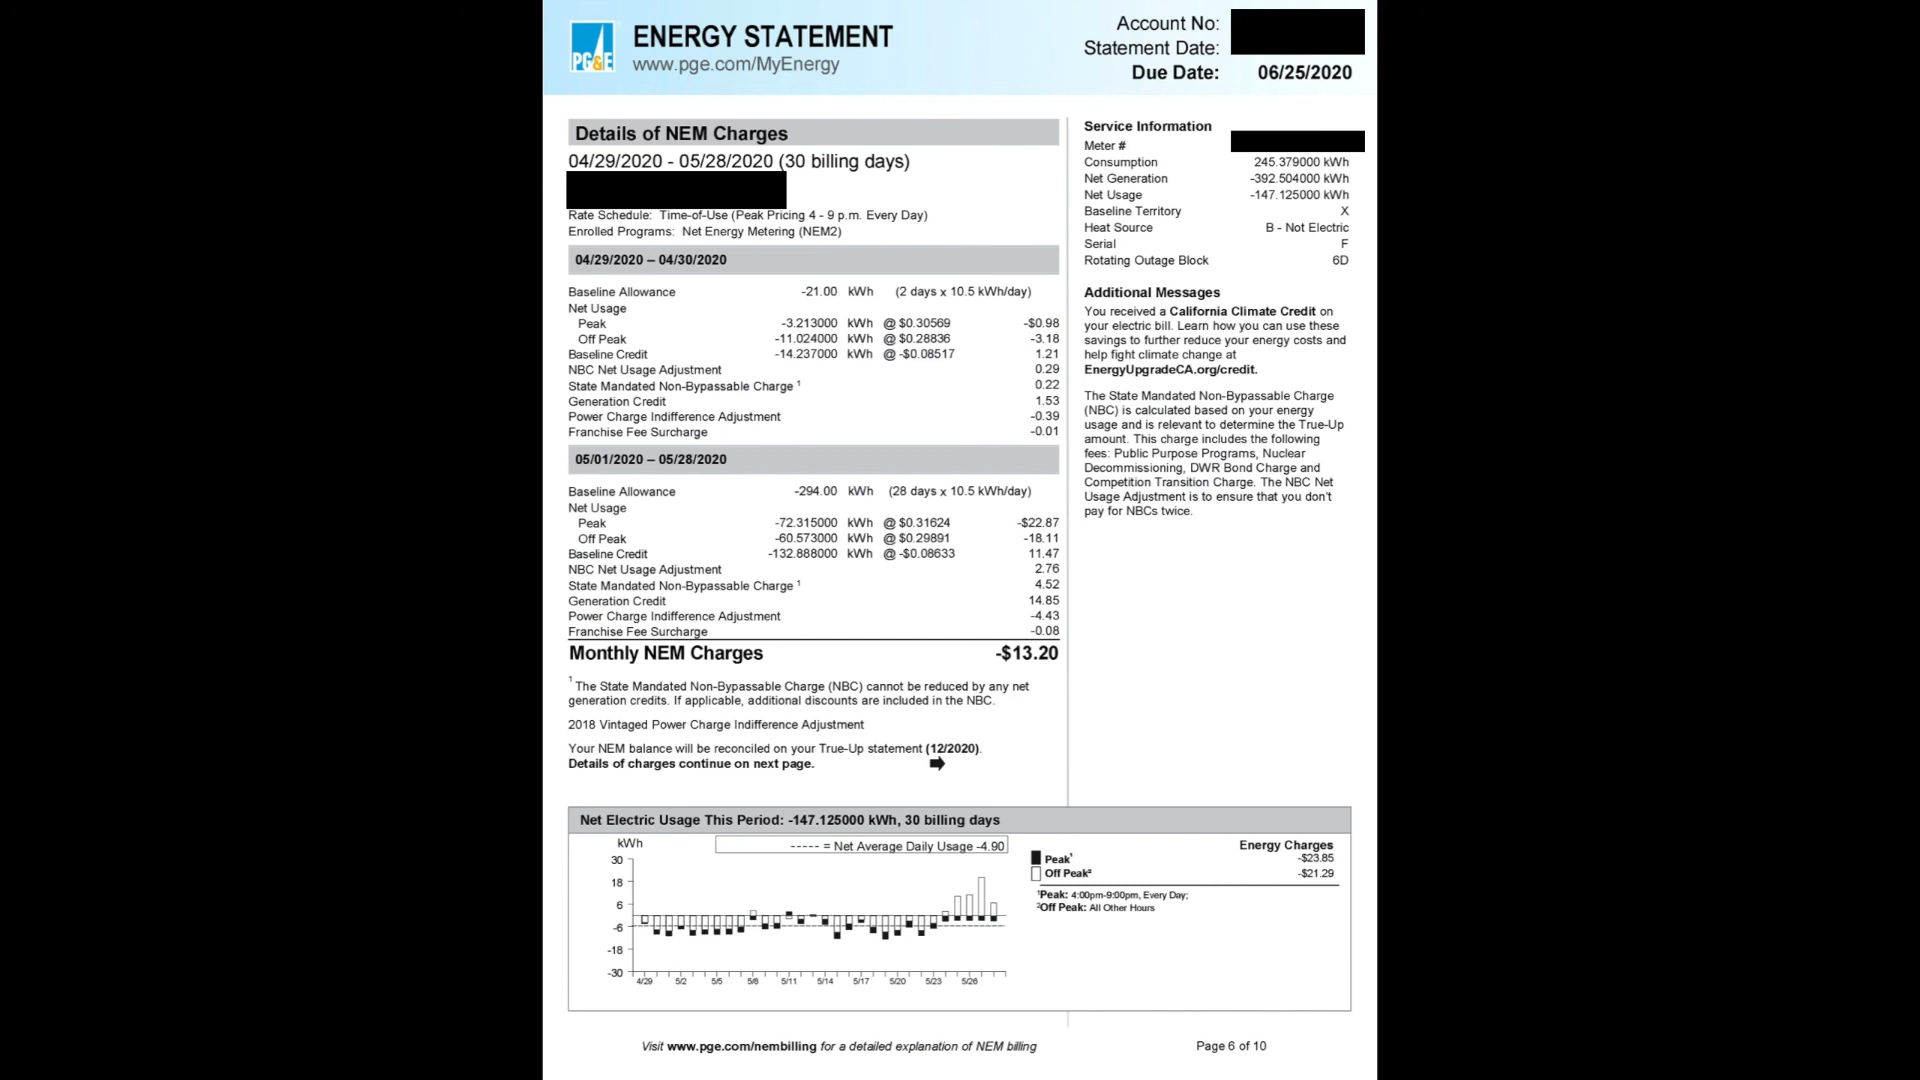 PG&E
ENERGY STATEMENT
www.pge.com/MyEnergy
Account No:
Statement Date:
Due Date: 06/25/2020
Details of NEM Charges
04/29/2020 - 05/28/2020 (30 billing days)
Rate Schedule: Time-of-Use (Peak Pricing 4 - 9 p.m. Every Day)
Enrolled Programs: Net Energy Metering (NEM2)
04/29/2020 – 04/30/2020
Baseline Allowance -21.00 kWh (2 days x 10.5 kWh/day)
Net Usage
Peak -3.213000 kWh @ $0.30569 -$0.98
Off Peak -11.024000 kWh @ $0.28836 -3.18
Baseline Credit -14.237000 kWh @ -$0.08517 1.21
NBC Net Usage Adjustment 0.29
State Mandated Non-Bypassable Charge 1 0.22
Generation Credit 1.53
Power Charge Indifference Adjustment -0.39
Franchise Fee Surcharge -0.01
05/01/2020 – 05/28/2020
Baseline Allowance -294.00 kWh (28 days x 10.5 kWh/day)
Net Usage
Peak -72.315000 kWh @ $0.31624 -$22.87
Off Peak -60.573000 kWh @ $0.29891 -18.11
Baseline Credit -132.888000 kWh @ -$0.08633 11.47
NBC Net Usage Adjustment 2.76
State Mandated Non-Bypassable Charge 1 4.52
Generation Credit 14.85
Power Charge Indifference Adjustment -4.43
Franchise Fee Surcharge -0.08
Monthly NEM Charges -$13.20
1 The State Mandated Non-Bypassable Charge (NBC) cannot be reduced by any net
generation credits. If applicable, additional discounts are included in the NBC.
2018 Vintaged Power Charge Indifference Adjustment
Your NEM balance will be reconciled on your True-Up statement (12/2020).
Details of charges continue on next page.
Service Information
Meter #
Consumption 245.379000 kWh
Net Generation -392.504000 kWh
Net Usage -147.125000 kWh
Baseline Territory X
Heat Source B - Not Electric
Serial F
Rotating Outage Block 6D
Additional Messages
You received a California Climate Credit on
your electric bill. Learn how you can use these
savings to further reduce your energy costs and
help fight climate change at
EnergyUpgradeCA.org/credit.
The State Mandated Non-Bypassable Charge
(NBC) is calculated based on your energy
usage and is relevant to determine the True-Up
amount. This charge includes the following
fees: Public Purpose Programs, Nuclear
Decommissioning, DWR Bond Charge and
Competition Transition Charge. The NBC Net
Usage Adjustment is to ensure that you don't
pay for NBCs twice.
Net Electric Usage This Period: -147.125000 kWh, 30 billing days
kWh
----- = Net Average Daily Usage -4.90
30
18
6
-6
-18
-30
4/29 5/2 5/5 5/8 5/11 5/14 5/17 5/20 5/23 5/26
Energy Charges
Peak1 -$23.85
Off Peak2 -$21.29
1Peak: 4:00pm-9:00pm, Every Day;
2Off Peak: All Other Hours
Visit www.pge.com/nembilling for a detailed explanation of NEM billing
Page 6 of 10